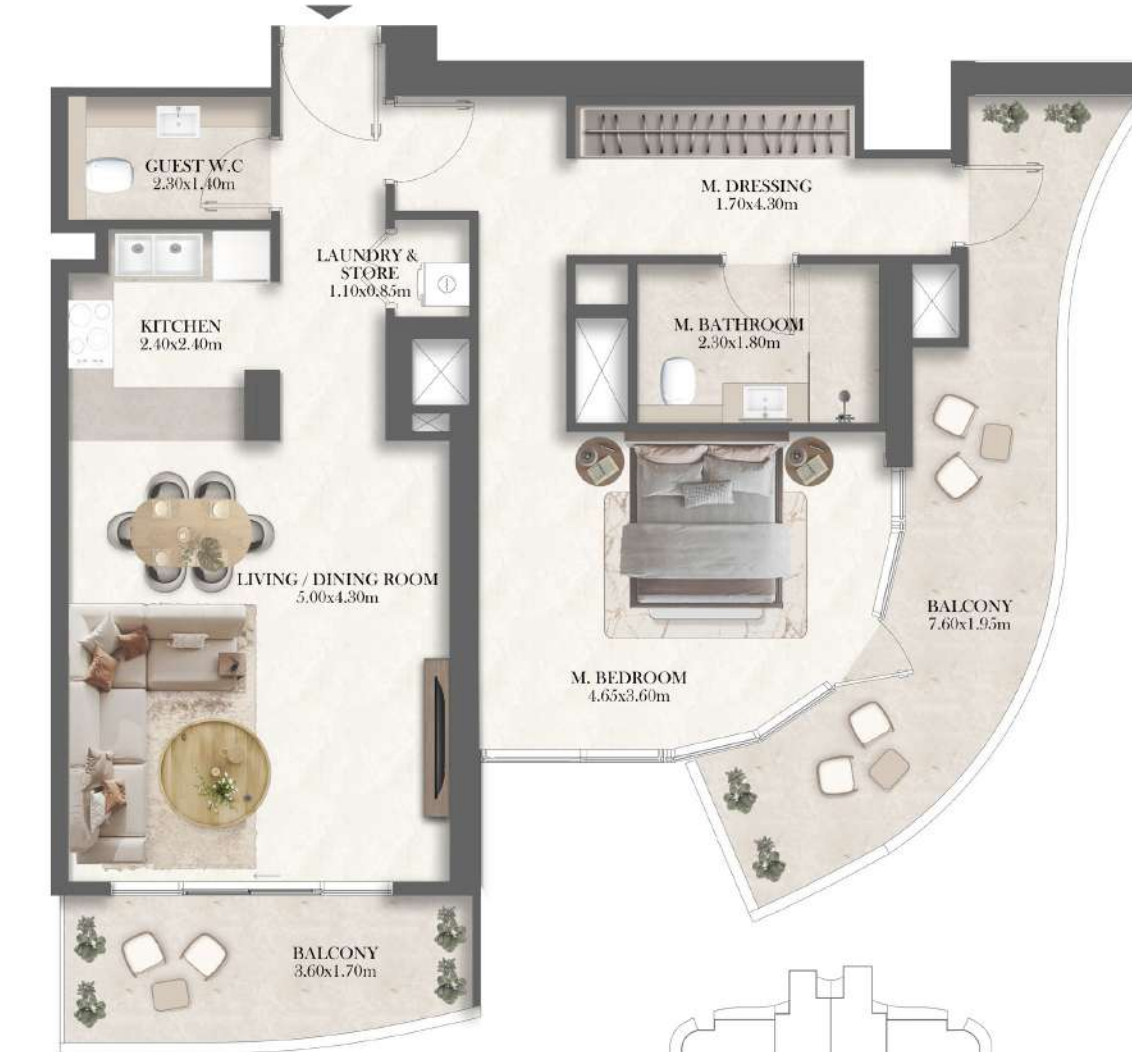 GUEST W.C
2.30x1.40m
M. DRESSING
1.70x4.30m
LAUNDRY &
STORE
1.10x0.85m
KITCHEN
2.40x2.40m
M. BATHROOM
2.30x1.80m
LIVING / DINING ROOM
5.00x4.30m
BALCONY
7.60x1.95m
M. BEDROOM
4.65x3.60m
BALCONY
3.60x1.70m